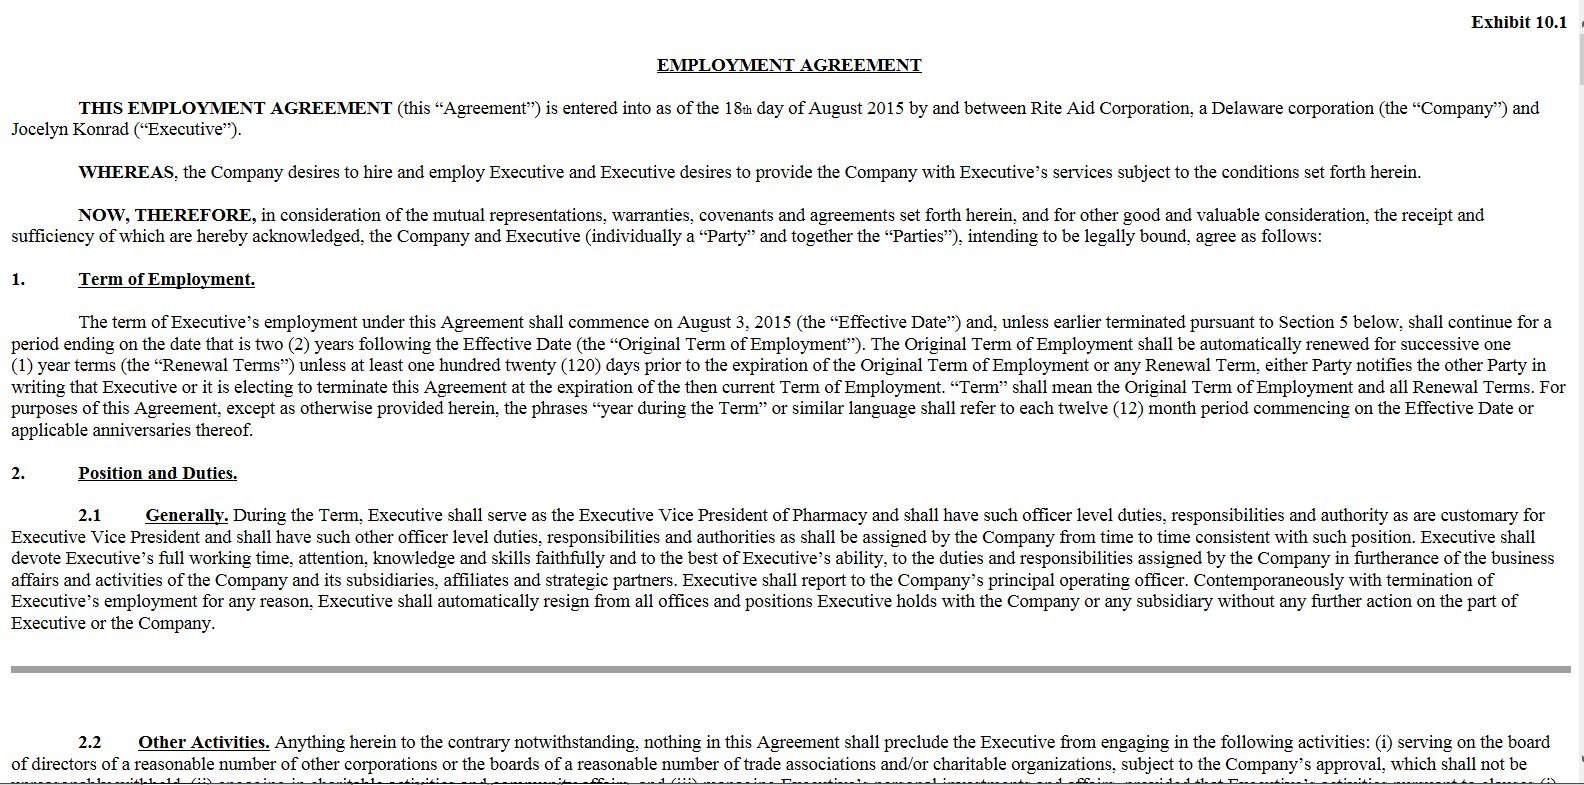 Exhibit 10.1
EMPLOYMENT AGREEMENT
THIS EMPLOYMENT AGREEMENT (this “Agreement”) is entered into as of the 18th day of August 2015 by and between Rite Aid Corporation, a Delaware corporation (the “Company”) and
Jocelyn Konrad (“Executive”).
WHEREAS, the Company desires to hire and employ Executive and Executive desires to provide the Company with Executive’s services subject to the conditions set forth herein.
NOW, THEREFORE, in consideration of the mutual representations, warranties, covenants and agreements set forth herein, and for other good and valuable consideration, the receipt and
sufficiency of which are hereby acknowledged, the Company and Executive (individually a “Party” and together the “Parties”), intending to be legally bound, agree as follows:
1. Term of Employment.
The term of Executive’s employment under this Agreement shall commence on August 3, 2015 (the “Effective Date”) and, unless earlier terminated pursuant to Section 5 below, shall continue for a
period ending on the date that is two (2) years following the Effective Date (the “Original Term of Employment”). The Original Term of Employment shall be automatically renewed for successive one
(1) year terms (the “Renewal Terms”) unless at least one hundred twenty (120) days prior to the expiration of the Original Term of Employment or any Renewal Term, either Party notifies the other Party in
writing that Executive or it is electing to terminate this Agreement at the expiration of the then current Term of Employment. “Term” shall mean the Original Term of Employment and all Renewal Terms. For
purposes of this Agreement, except as otherwise provided herein, the phrases “year during the Term” or similar language shall refer to each twelve (12) month period commencing on the Effective Date or
applicable anniversaries thereof.
2. Position and Duties.
2.1 Generally. During the Term, Executive shall serve as the Executive Vice President of Pharmacy and shall have such officer level duties, responsibilities and authority as are customary for
Executive Vice President and shall have such other officer level duties, responsibilities and authorities as shall be assigned by the Company from time to time consistent with such position. Executive shall
devote Executive’s full working time, attention, knowledge and skills faithfully and to the best of Executive’s ability, to the duties and responsibilities assigned by the Company in furtherance of the business
affairs and activities of the Company and its subsidiaries, affiliates and strategic partners. Executive shall report to the Company’s principal operating officer. Contemporaneously with termination of
Executive’s employment for any reason, Executive shall automatically resign from all offices and positions Executive holds with the Company or any subsidiary without any further action on the part of
Executive or the Company.
2.2 Other Activities. Anything herein to the contrary notwithstanding, nothing in this Agreement shall preclude the Executive from engaging in the following activities: (i) serving on the board
of directors of a reasonable number of other corporations or the boards of a reasonable number of trade associations and/or charitable organizations, subject to the Company’s approval, which shall not be